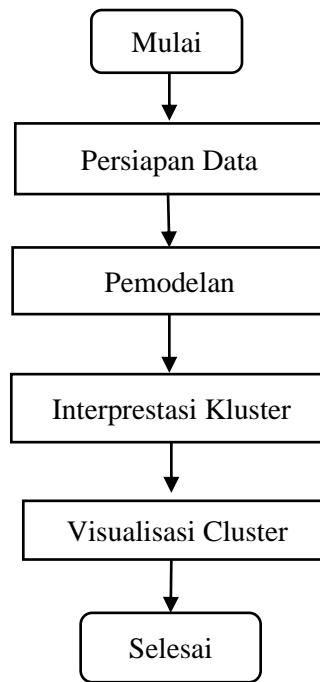 Mulai
Persiapan Data
Pemodelan
Interprestasi Kluster
Visualisasi Cluster
Selesai